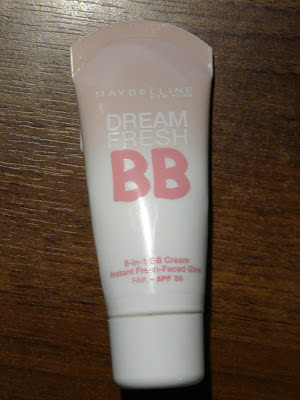 MAYBELLINE
NEW YORK
DREAM
FRESH
BB
8-in-1 BB Cream
Instant Fresh-Faced Glow
FAIR - SPF 30